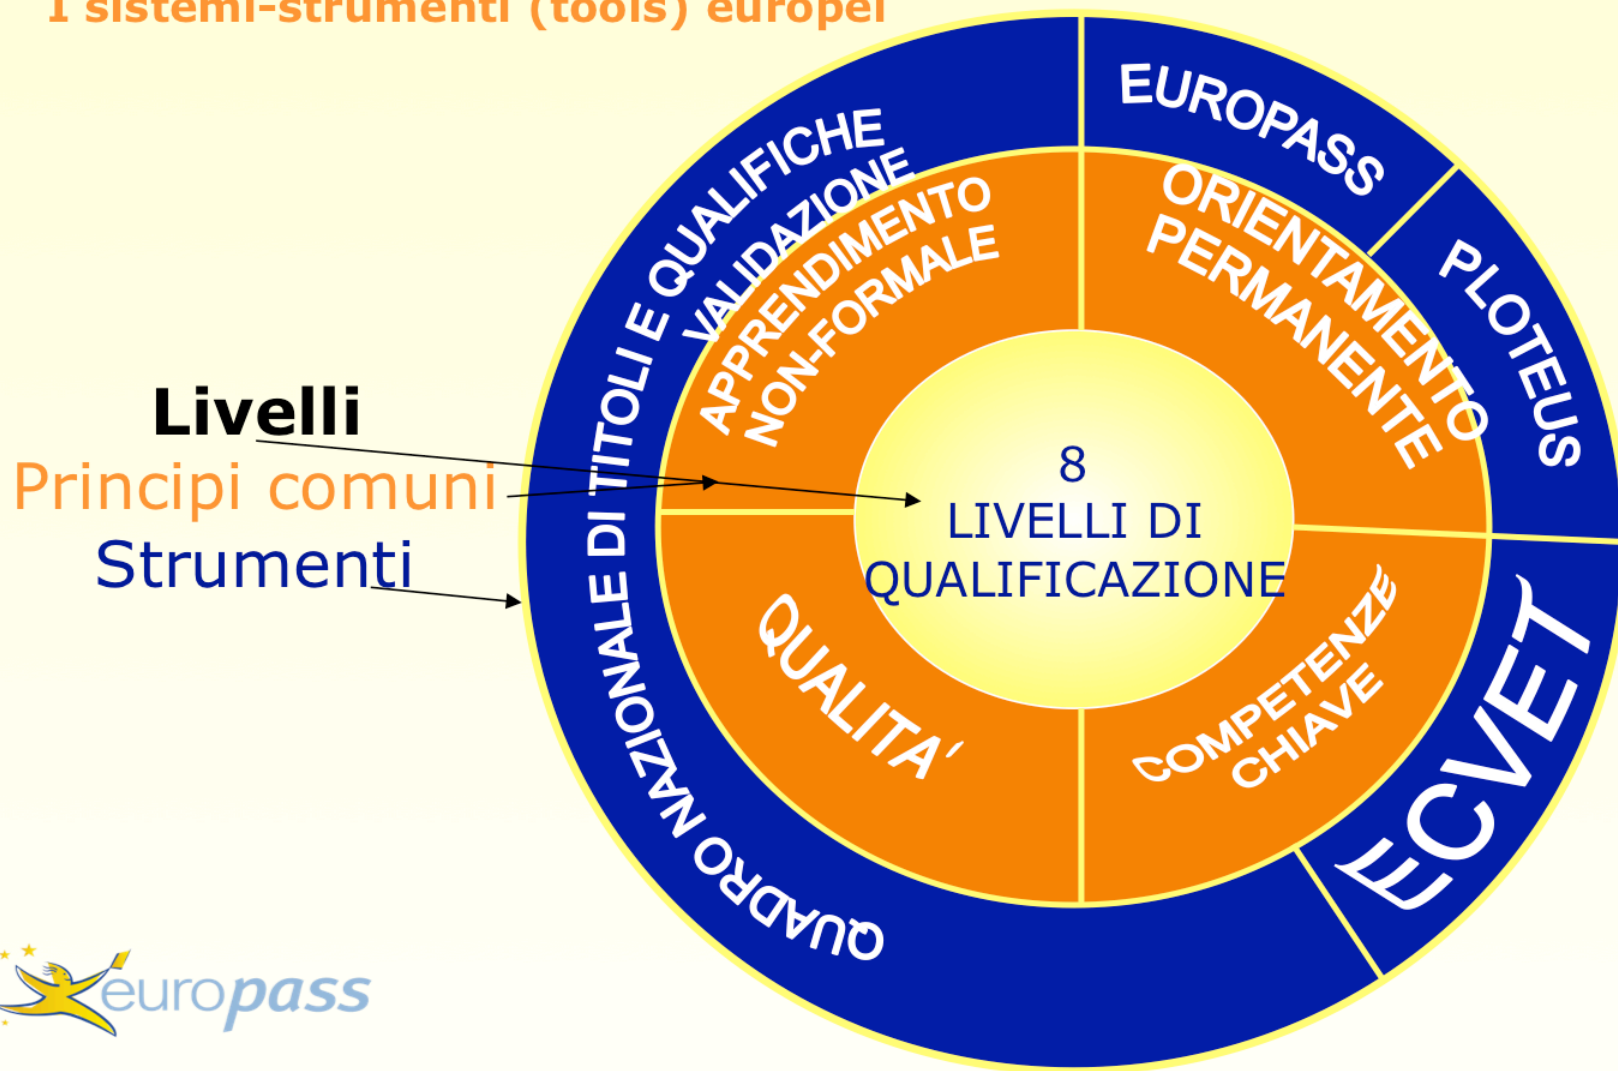 I sistemi-strumenti (tools) europei
Livelli
Principi comuni
Strumenti
QUADRO NAZIONALE DI TITOLI E QUALIFICHE
EUROPASS
PLOTEUS
ECVET
VALIDAZIONE
APPRENDIMENTO
NON-FORMALE
ORIENTAMENTO
PERMANENTE
QUALITA'
COMPETENZE
CHIAVE
8
LIVELLI DI
QUALIFICAZIONE
europass